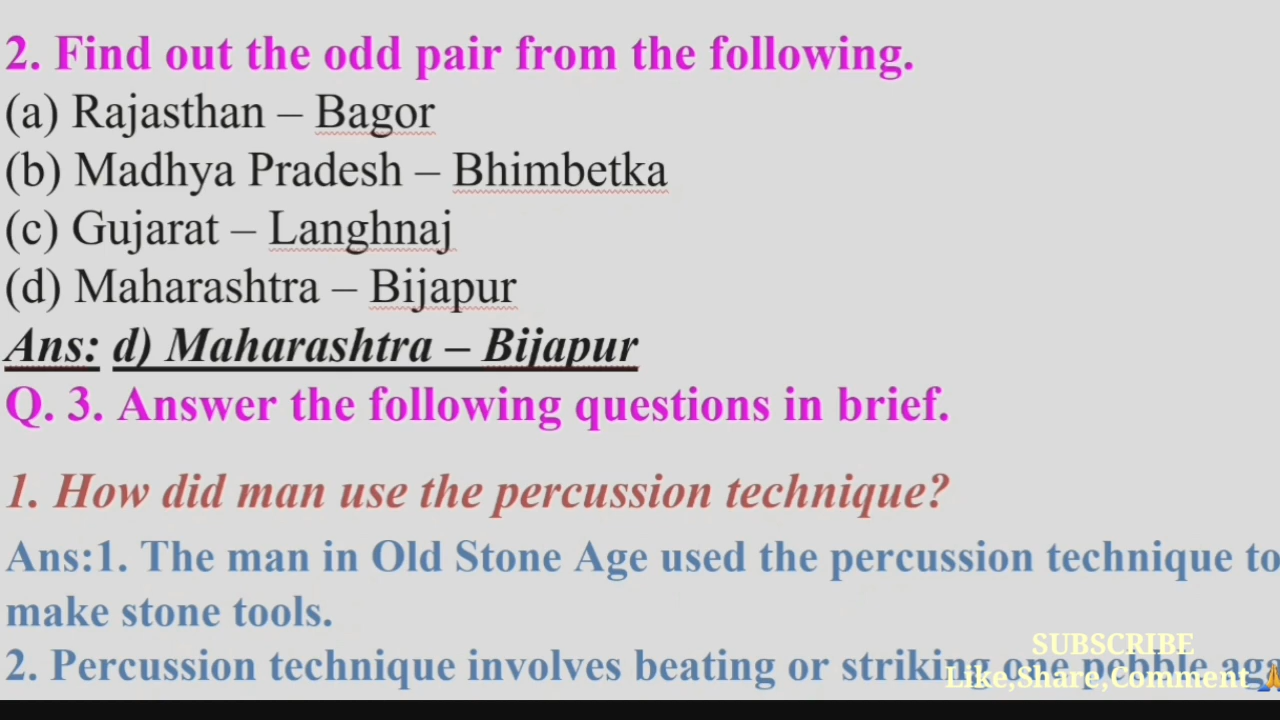 2. Find out the odd pair from the following.
(a) Rajasthan – Bagor
(b) Madhya Pradesh – Bhimbetka
(c) Gujarat – Langhnaj
(d) Maharashtra – Bijapur
Ans: d) Maharashtra – Bijapur
Q. 3. Answer the following questions in brief.
1. How did man use the percussion technique?
Ans:1. The man in Old Stone Age used the percussion technique to
make stone tools.
2. Percussion technique involves beating or striking one pebble
SUBSCRIBE
Like,Share,Comment🙏